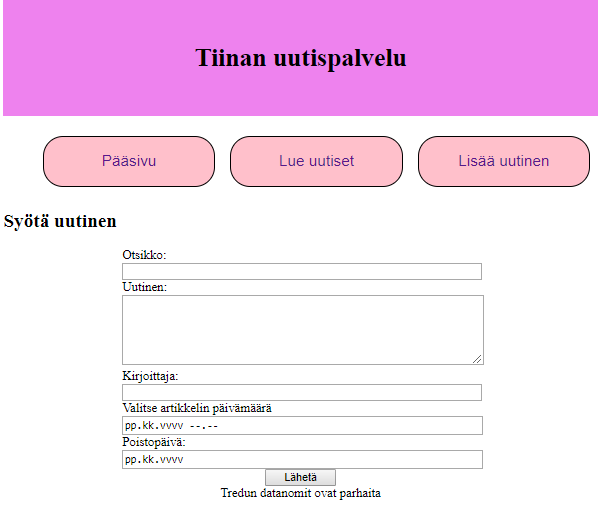 Tiinan uutispalvelu
Pääsivu Lue uutiset Lisää uutinen
Syötä uutinen
Otsikko:
Uutinen:
Kirjoittaja:
Valitse artikkelin päivämäärä
pp.kk.vvvv --.--
Poistopäivä:
pp.kk.vvvv
Lähetä
Tredun datanomit ovat parhaita